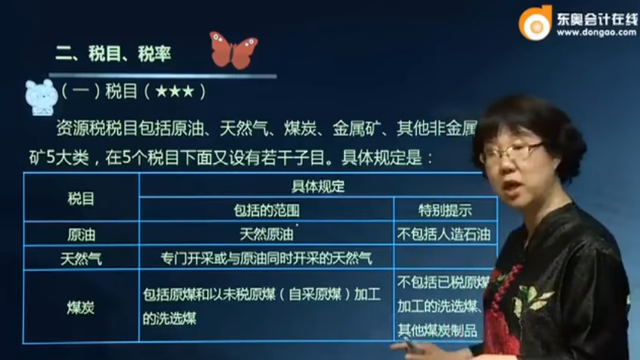 东奥会计在线
www.dongao.com
二、税目、税率
（一）税目（★★★）
资源税税目包括原油、天然气、煤炭、金属矿、其他非金属
矿5大类，在5个税目下面又设有若干子目。具体规定是：
税目
具体规定
包括的范围
特别提示
原油
天然原油
不包括人造石油
天然气
专门开采或与原油同时开采的天然气
煤炭
包括原煤和以未税原煤（自采原煤）加工
的洗选煤
不包括已税原煤
加工的洗选煤、
其他煤炭制品